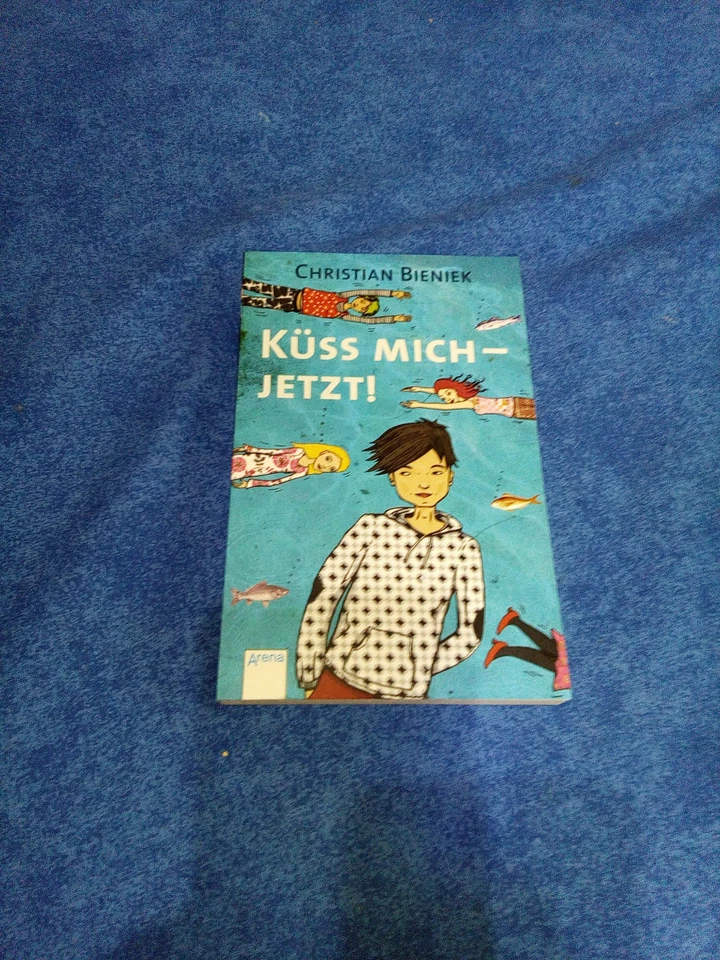 CHRISTIAN BIENIEK
KÜSS MICH –
JETZT!
Arena